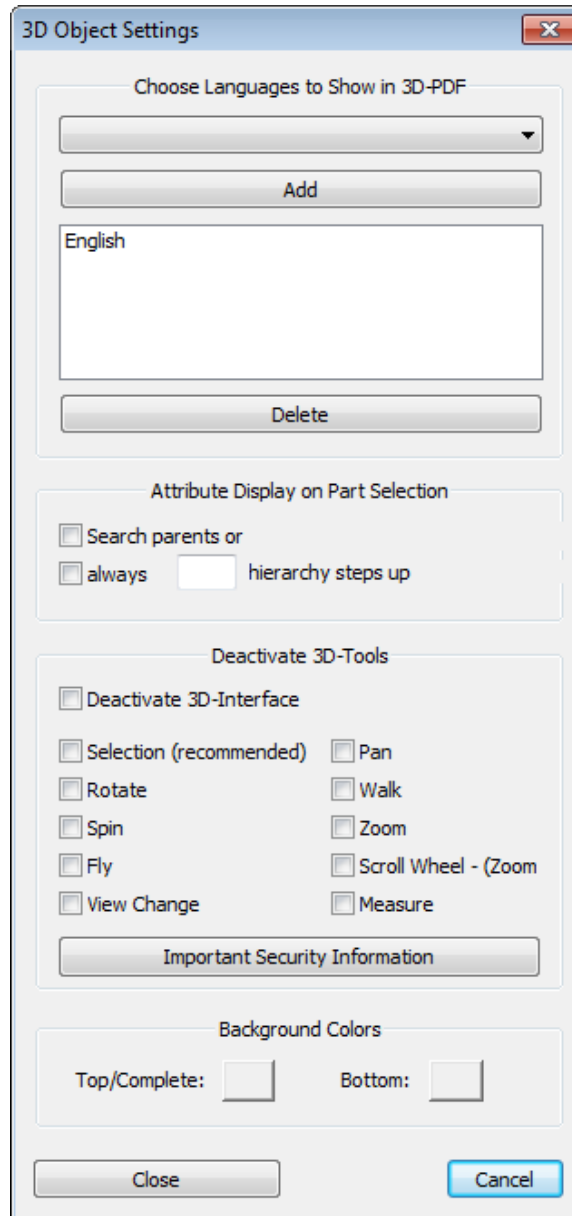 3D Object Settings
Choose Languages to Show in 3D-PDF
Add
English
Delete
Attribute Display on Part Selection
Search parents or
always hierarchy steps up
Deactivate 3D-Tools
Deactivate 3D-Interface
Selection (recommended) Pan
Rotate Walk
Spin Zoom
Fly Scroll Wheel - (Zoom
View Change Measure
Important Security Information
Background Colors
Top/Complete: Bottom:
Close Cancel